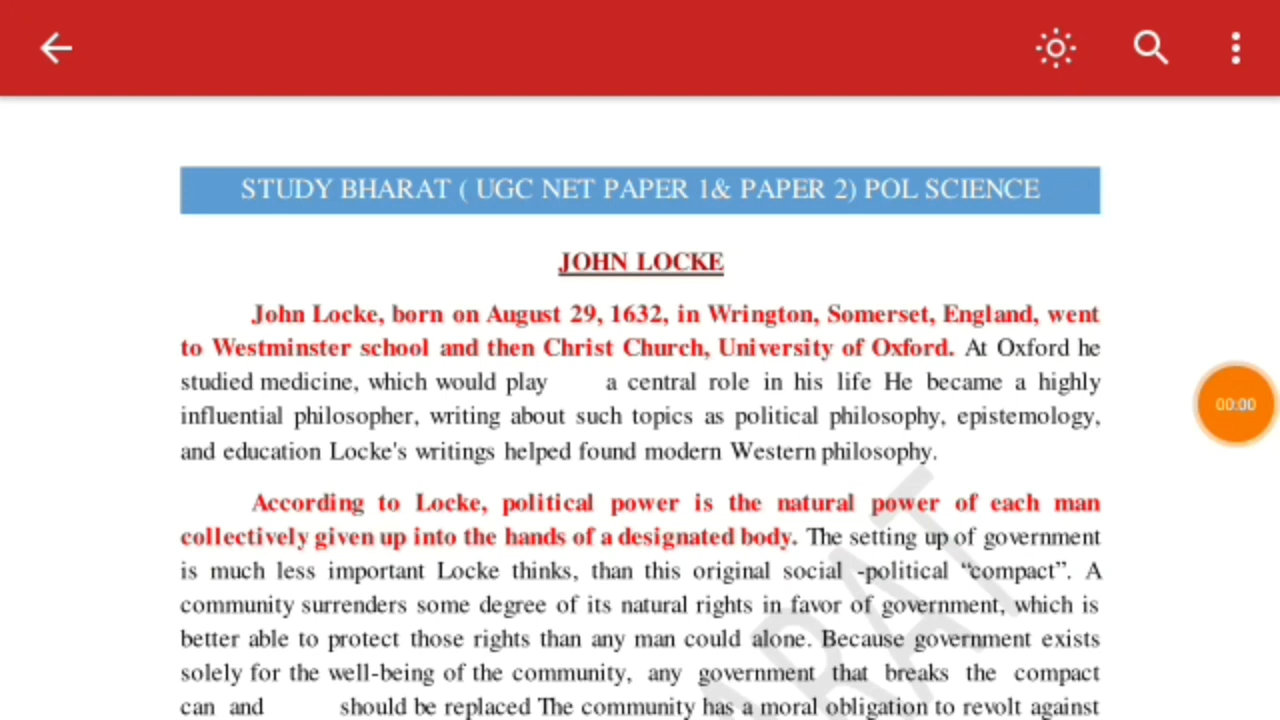 STUDY BHARAT ( UGC NET PAPER 1& PAPER 2) POL SCIENCE
JOHN LOCKE
John Locke, born on August 29, 1632, in Wrington, Somerset, England, went
to Westminster school and then Christ Church, University of Oxford. At Oxford he
studied medicine, which would play a central role in his life He became a highly
influential philosopher, writing about such topics as political philosophy, epistemology,
00:00
and education Locke's writings helped found modern Western philosophy.
According to Locke, political power is the natural power of each man
collectively given up into the hands of a designated body. The setting up of government
is much less important Locke thinks, than this original social -political “compact”. A
community surrenders some degree of its natural rights in favor of government, which is
better able to protect those rights than any man could alone. Because government exists
solely for the well-being of the community, any government that breaks the compact
can and should be replaced The community has a moral obligation to revolt against